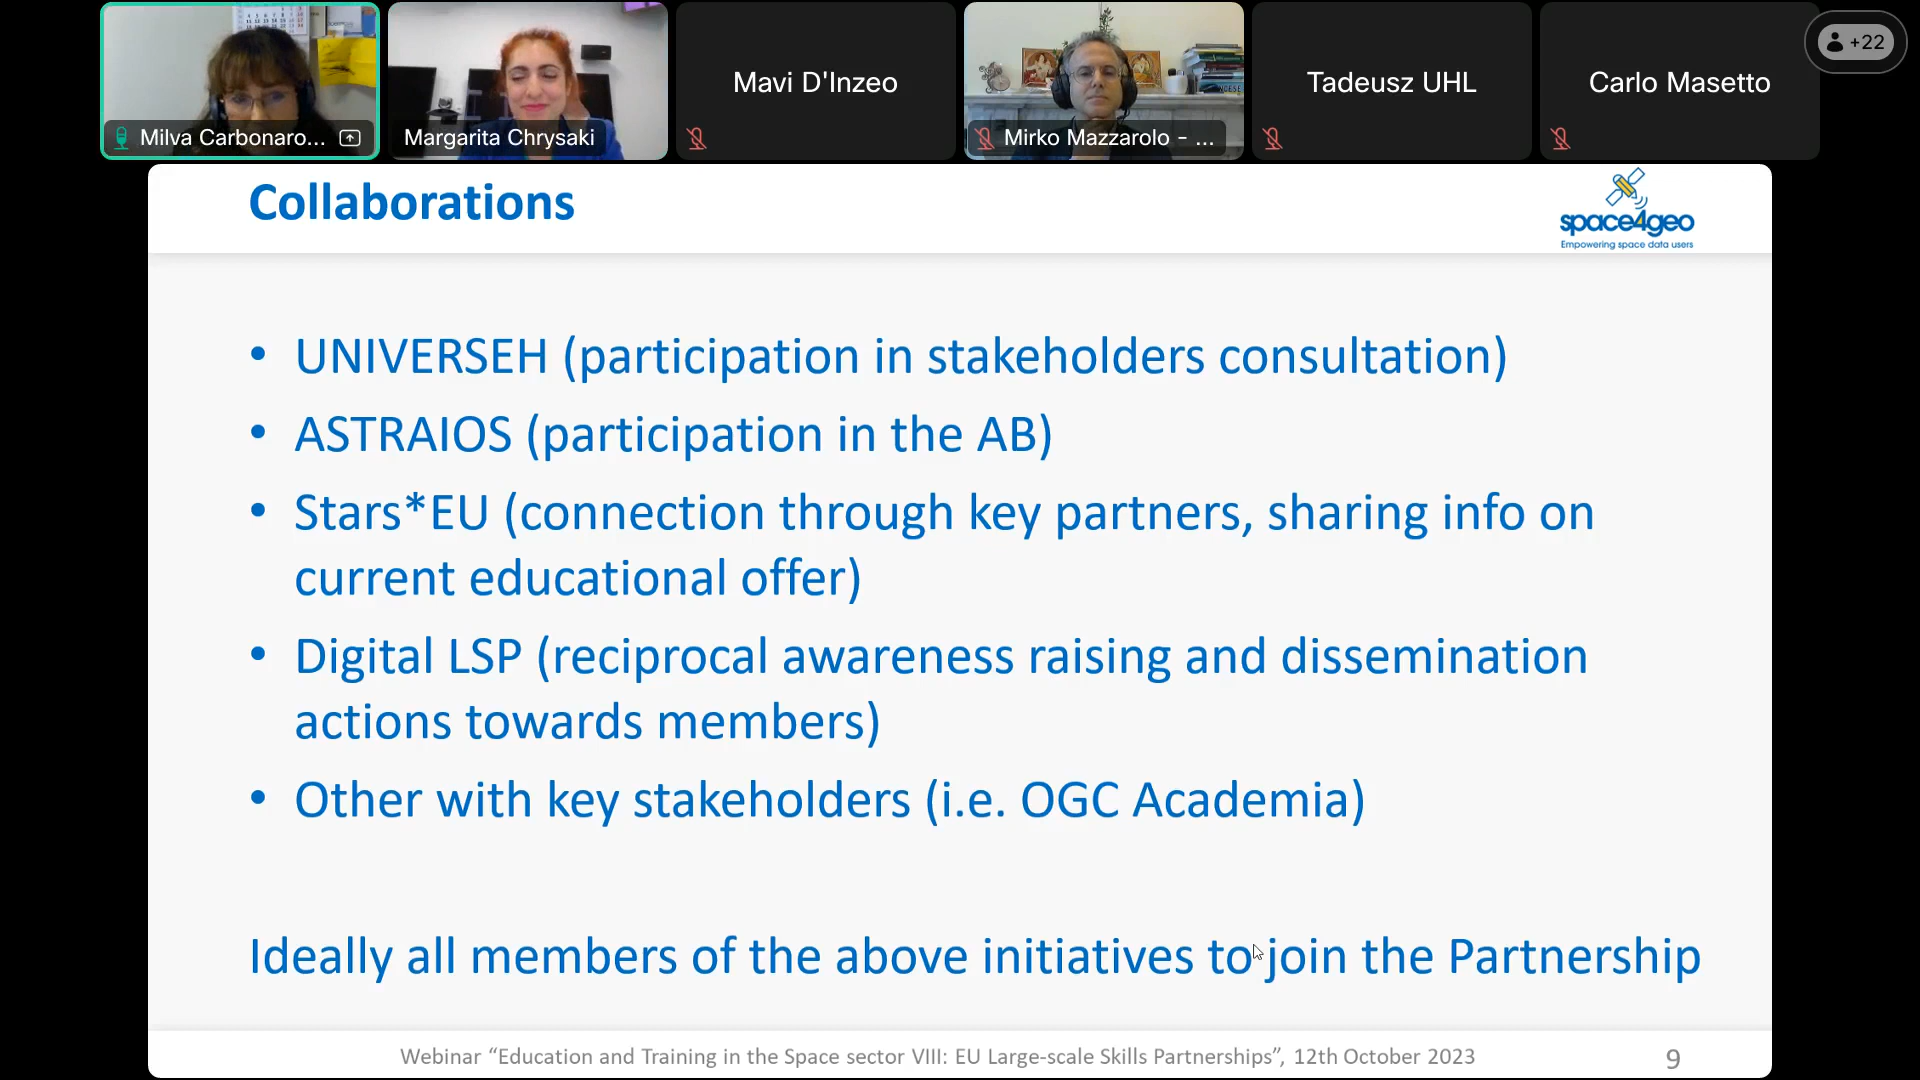 Milva Carbonaro...
Margarita Chrysaki
Mavi D'Inzeo
Mirko Mazzarolo - ...
Tadeusz UHL
Carlo Masetto
+22
Collaborations
space4geo
Empowering space data users
• UNIVERSEH (participation in stakeholders consultation)
• ASTRAIOS (participation in the AB)
• Stars*EU (connection through key partners, sharing info on
current educational offer)
• Digital LSP (reciprocal awareness raising and dissemination
actions towards members)
• Other with key stakeholders (i.e. OGC Academia)
Ideally all members of the above initiatives to join the Partnership
Webinar “Education and Training in the Space sector VIII: EU Large-scale Skills Partnerships”, 12th October 2023
9